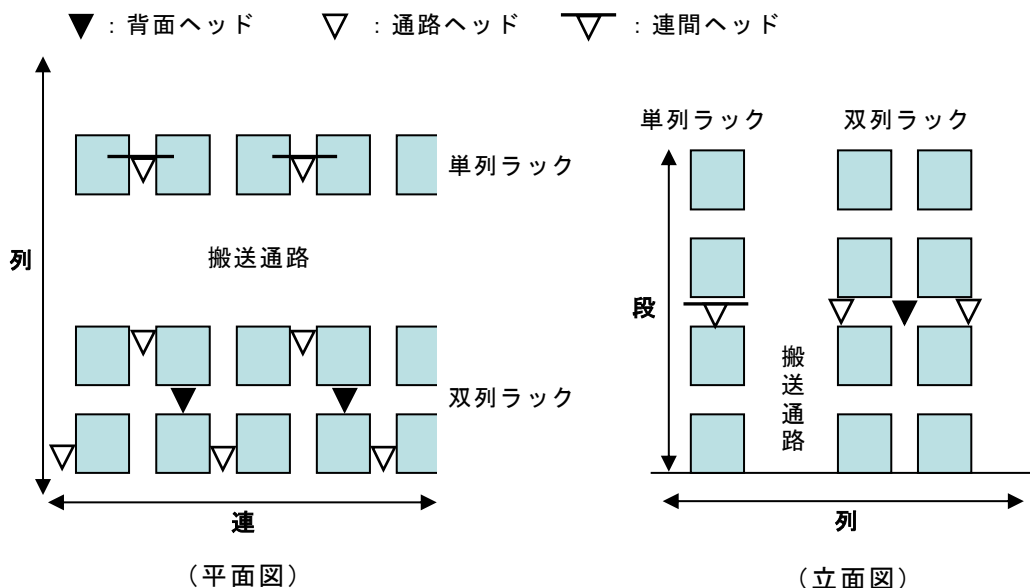 ▼ : 背面ヘッド ▽ : 通路ヘッド ▽ : 連間ヘッド
単列ラック
搬送通路
双列ラック
列
連
(平面図)
単列ラック 双列ラック
段
搬送通路
列
(立面図)